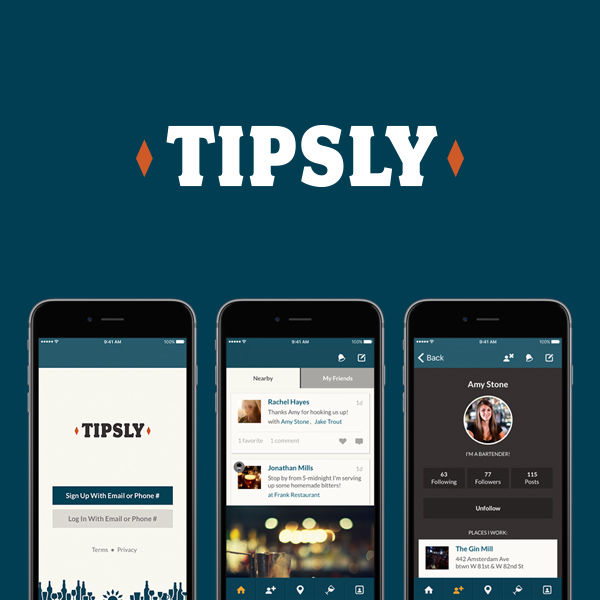 TIPSLY
9:41 AM
100%
TIPSLY
Sign Up With Email or Phone #
Log In With Email or Phone #
Terms • Privacy
9:41 AM
100%
Nearby
My Friends
Rachel Hayes
1d
Thanks Amy for hooking us up!
with Amy Stone, Jake Trout
1 favorite
1 comment
Jonathan Mills
1d
Stop by from 5-midnight I'm serving
up some homemade bitters!
at Frank Restaurant
9:41 AM
100%
Back
Amy Stone
I'M A BARTENDER!
63
Following
77
Followers
115
Posts
Unfollow
PLACES I WORK:
The Gin Mill
442 Amsterdam Ave
btwn W 81st & W 82nd St